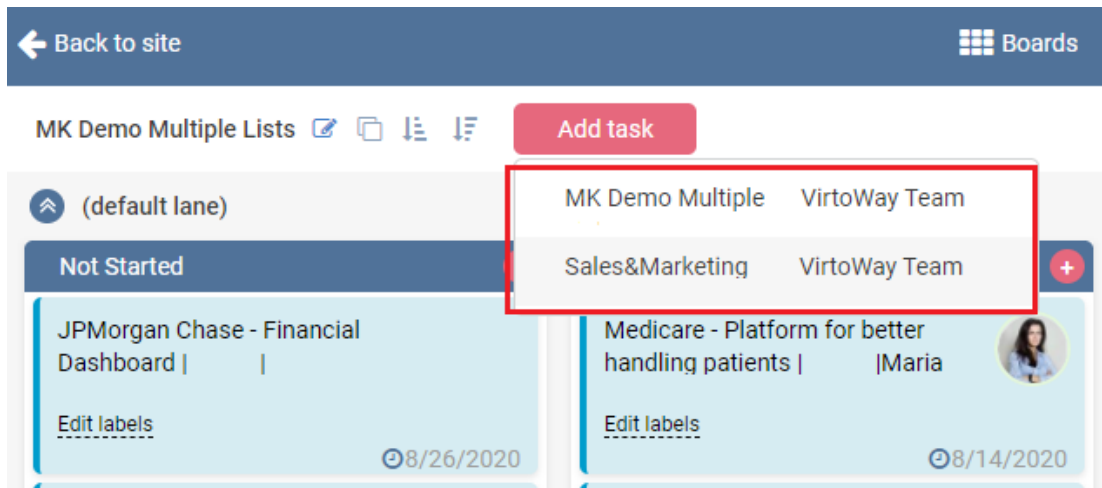 Back to site
Boards
MK Demo Multiple Lists
Add task
MK Demo Multiple VirtoWay Team
Sales&Marketing VirtoWay Team
(default lane)
Not Started
+
JPMorgan Chase - Financial
Dashboard | |
Edit labels
8/26/2020
Medicare - Platform for better
handling patients | |Maria
Edit labels
8/14/2020